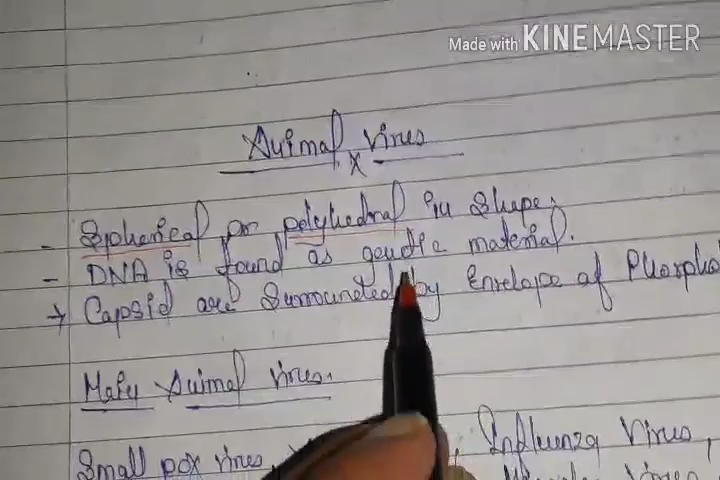 Made with KINEMASTER
Animal Virus
x
- Spherical or polyhedral in Shape.
- DNA is found as genetic material.
→ Capsid are Surrounded by Envelope of Phospho
Many Animal Virus.
Small pox virus Influenza Virus,
Virus